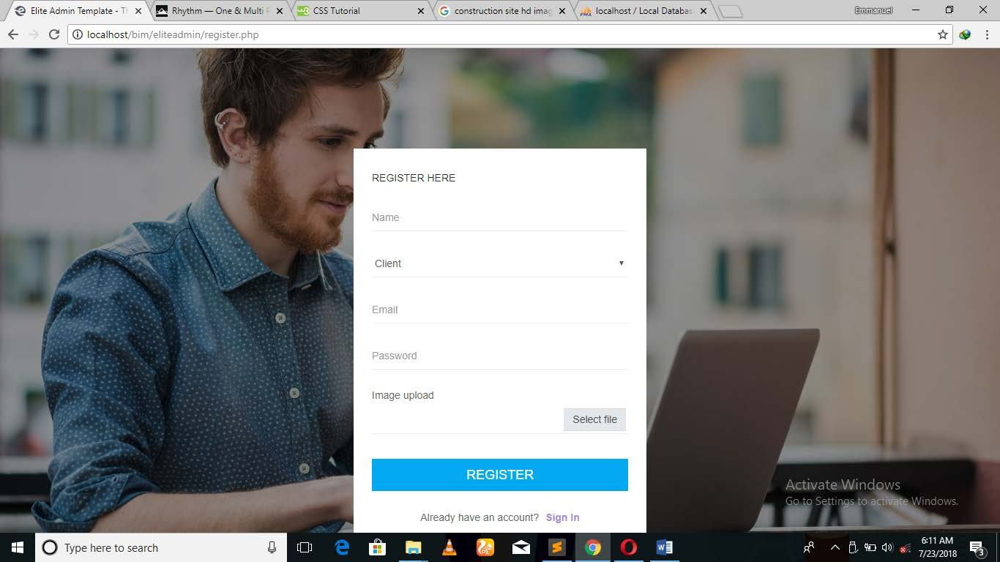 Elite Admin Template - Th
Rhythm — One & Multi P
CSS Tutorial
construction site hd imag
localhost / Local Databas
Emmanuel
localhost/bim/eliteadmin/register.php
REGISTER HERE
Name
Client
Email
Password
Image upload
Select file
REGISTER
Already have an account? Sign In
Activate Windows
Go to Settings to activate Windows.
Type here to search
6:11 AM
7/23/2018
3